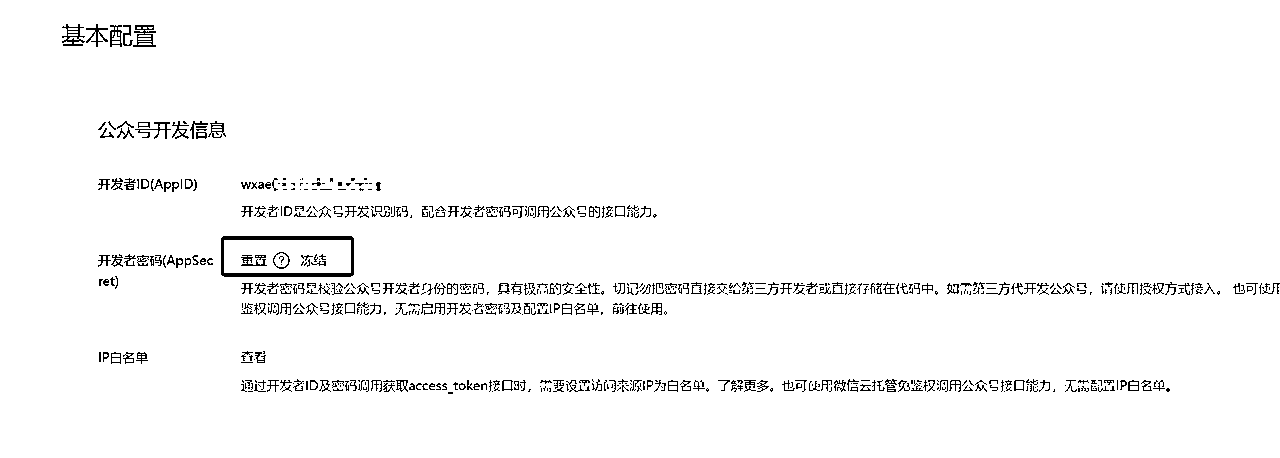 基本配置
公众号开发信息
开发者ID(AppID)
wxae
开发者ID是公众号开发识别码，配合开发者密码可调用公众号的接口能力。
开发者密码(AppSec
ret)
重置 ? 冻结
开发者密码是校验公众号开发者身份的密码，具有极高的安全性。切记勿把密码直接交给第三方开发者或直接存储在代码中。如需第三方代开发公众号，请使用授权方式接入。 也可使用
鉴权调用公众号接口能力，无需启用开发者密码及配置IP白名单，前往使用。
IP白名单
查看
通过开发者ID及密码调用获取access_token接口时，需要设置访问来源IP为白名单。了解更多。也可使用微信云托管免鉴权调用公众号接口能力，无需配置IP白名单。